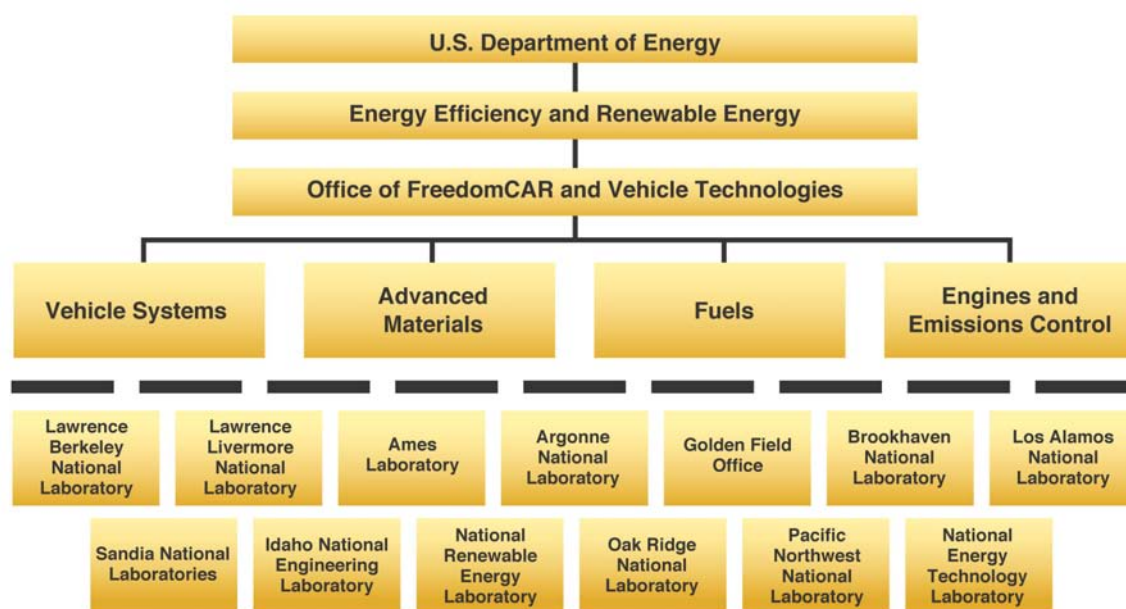 U.S. Department of Energy
Energy Efficiency and Renewable Energy
Office of FreedomCAR and Vehicle Technologies
Vehicle Systems
Advanced
Materials
Fuels
Engines and
Emissions Control
Lawrence
Berkeley
National
Laboratory
Lawrence
Livermore
National
Laboratory
Ames
Laboratory
Argonne
National
Laboratory
Golden Field
Office
Brookhaven
National
Laboratory
Los Alamos
National
Laboratory
Sandia National
Laboratories
Idaho National
Engineering
Laboratory
National
Renewable
Energy Laboratory
Oak Ridge
National
Laboratory
Pacific
Northwest
National
Laboratory
National
Energy
Technology
Laboratory